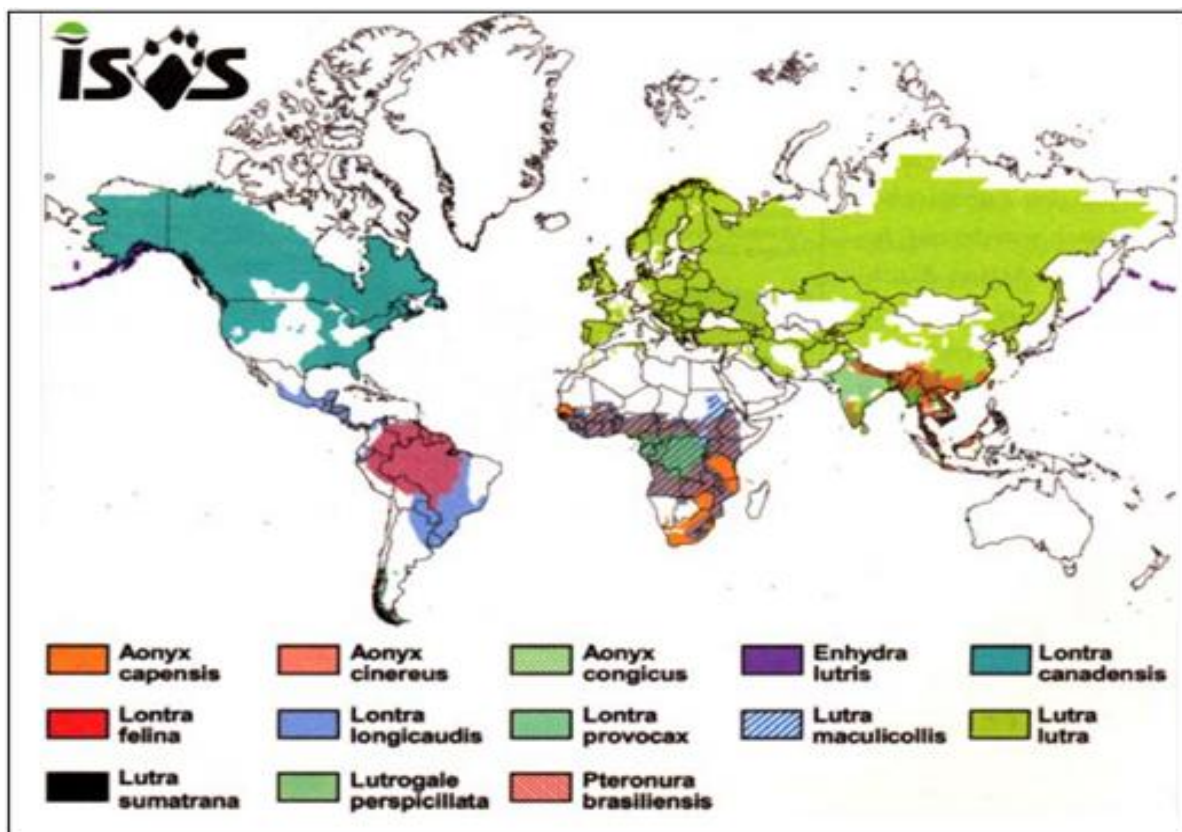 isos
Aonyx
capensis
Aonyx
cinereus
Aonyx
congicus
Enhydra
lutris
Lontra
canadensis
Lontra
felina
Lontra
longicaudis
Lontra
provocax
Lutra
maculicollis
Lutra
lutra
Lutra
sumatrana
Lutrogale
perspicillata
Pteronura
brasiliensis